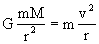 G mM/r² = m v²/r